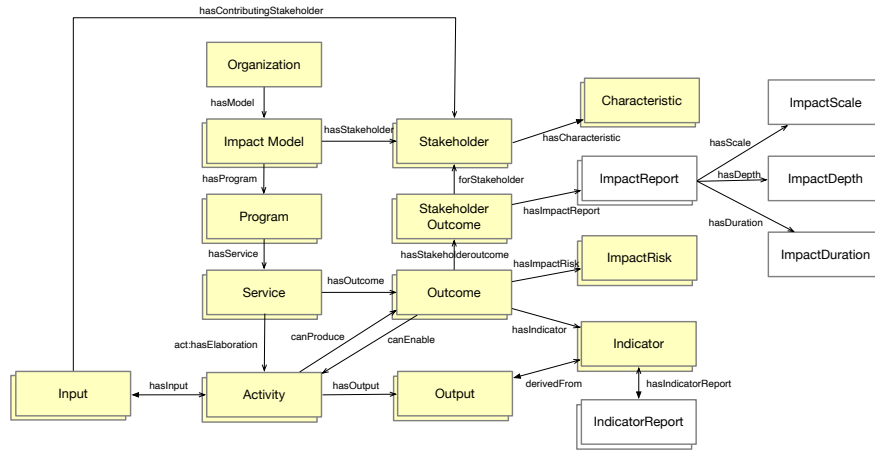 hasContributingStakeholder
Organization
hasModel
Characteristic
ImpactScale
Impact Model
hasStakeholder
Stakeholder
hasCharacteristic
hasScale
hasProgram
forStakeholder
ImpactReport
hasDepth
ImpactDepth
Program
Stakeholder
Outcome
hasImpactReport
hasDuration
hasService
hasStakeholderoutcome
hasImpactRisk
ImpactRisk
ImpactDuration
Service
hasOutcome
Outcome
act:hasElaboration
canProduce
canEnable
hasIndicator
Indicator
Input
hasInput
Activity
hasOutput
Output
derivedFrom
hasIndicatorReport
IndicatorReport